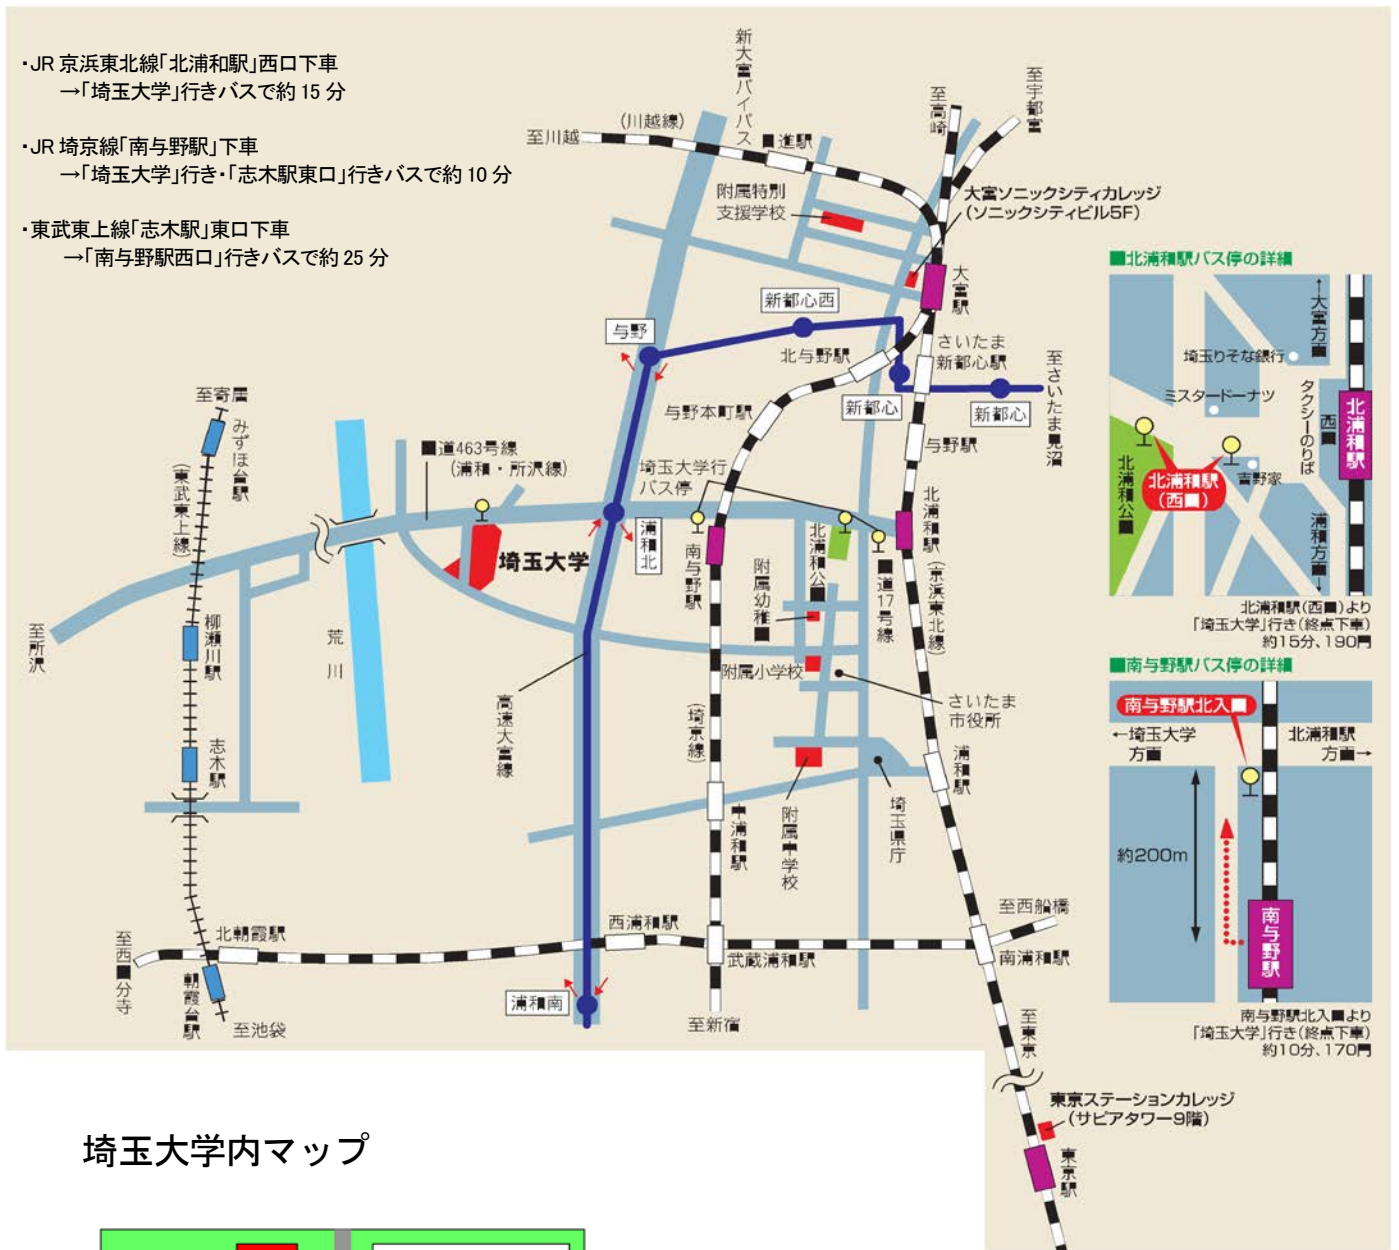 ・JR 京浜東北線「北浦和駅」西口下車
→「埼玉大学」行きバスで約 15 分
・JR 埼京線「南与野駅」下車
→「埼玉大学」行き・「志木駅東口」行きバスで約 10 分
・東武東上線「志木駅」東口下車
→「南与野駅西口」行きバスで約 25 分
新大宮バイパス
至川越
(川越線)
■進駅
至高崎
至宇都宮
附属特別
支援学校
大宮ソニックシティカレッジ
(ソニックシティビル5F)
大宮駅
新都心西
与野
北与野駅
さいたま
新都心駅
至さいたま見沼
新都心
新都心
与野本町駅
与野駅
至寄居
みずほ台駅
(東武東上線)
■道463号線
(浦和・所沢線)
埼玉大学行
バス停
埼玉大学
浦和北
南与野駅
北浦和公■
附属幼稚■
■道17号線
北浦和駅
(京浜東北線)
至所沢
柳瀬川駅
荒川
附属小学校
さいたま
市役所
高速大宮線
(埼京線)
志木駅
浦和駅
中浦和駅
附属中学校
埼玉県庁
至西■分寺
北朝霞駅
朝霞台駅
至池袋
西浦和駅
武蔵浦和駅
至西船橋
南浦和駅
浦和南
至新宿
至東京
東京ステーションカレッジ
(サピアタワー9階)
東京駅
■北浦和駅バス停の詳細
↑大宮方面
埼玉りそな銀行
ミスタードーナツ
タクシーのりば
西■
北浦和駅
北浦和公■
北浦和駅
(西■)
吉野家
浦和方面↓
北浦和駅(西■)より
「埼玉大学」行き(終点下車)
約15分、190円
■南与野駅バス停の詳細
南与野駅北入■
←埼玉大学
方面
北浦和駅
方面→
約200m
南与野駅
南与野駅北入■より
「埼玉大学」行き(終点下車)
約10分、170円
埼玉大学内マップ